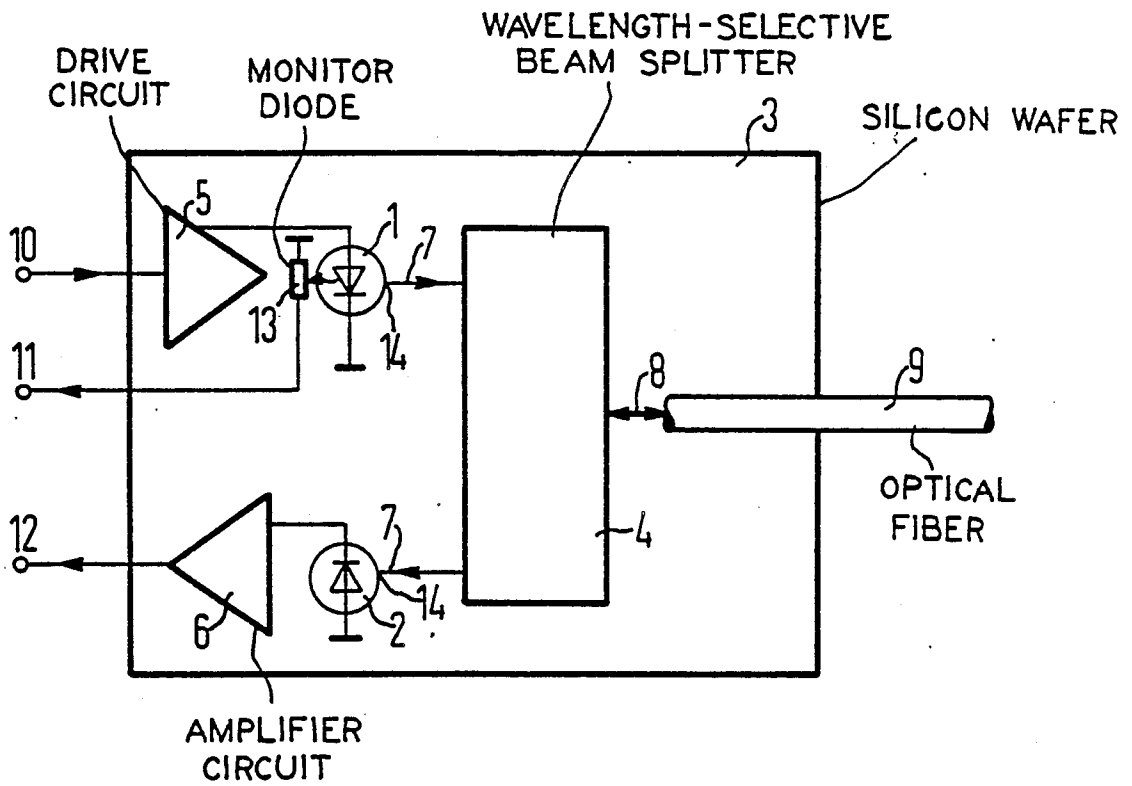 WAVELENGTH-SELECTIVE
BEAM SPLITTER
DRIVE
CIRCUIT
MONITOR
DIODE
SILICON WAFER
3
5
1
7
10
13
14
11
8
9
OPTICAL
FIBER
12
7
4
14
6
2
AMPLIFIER
CIRCUIT